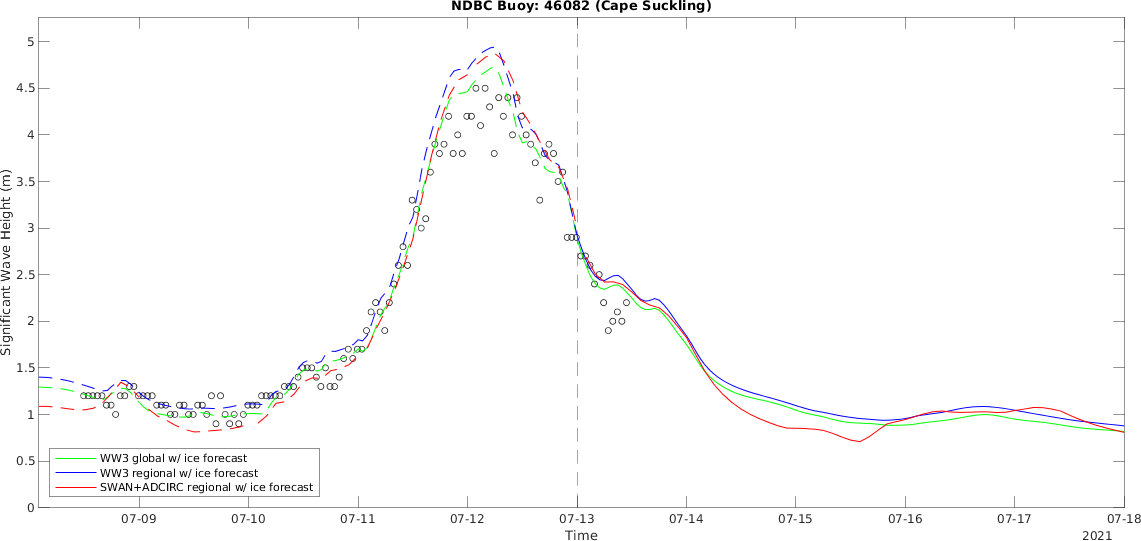 NDBC Buoy: 46082 (Cape Suckling)
5
4.5
4
3.5
3
2.5
2
1.5
1
0.5
0
Significant Wave Height (m)
WW3 global w/ ice forecast
WW3 regional w/ ice forecast
SWAN+ADCIRC regional w/ ice forecast
07-09 07-10 07-11 07-12 07-13 07-14 07-15 07-16 07-17 07-18
Time
2021